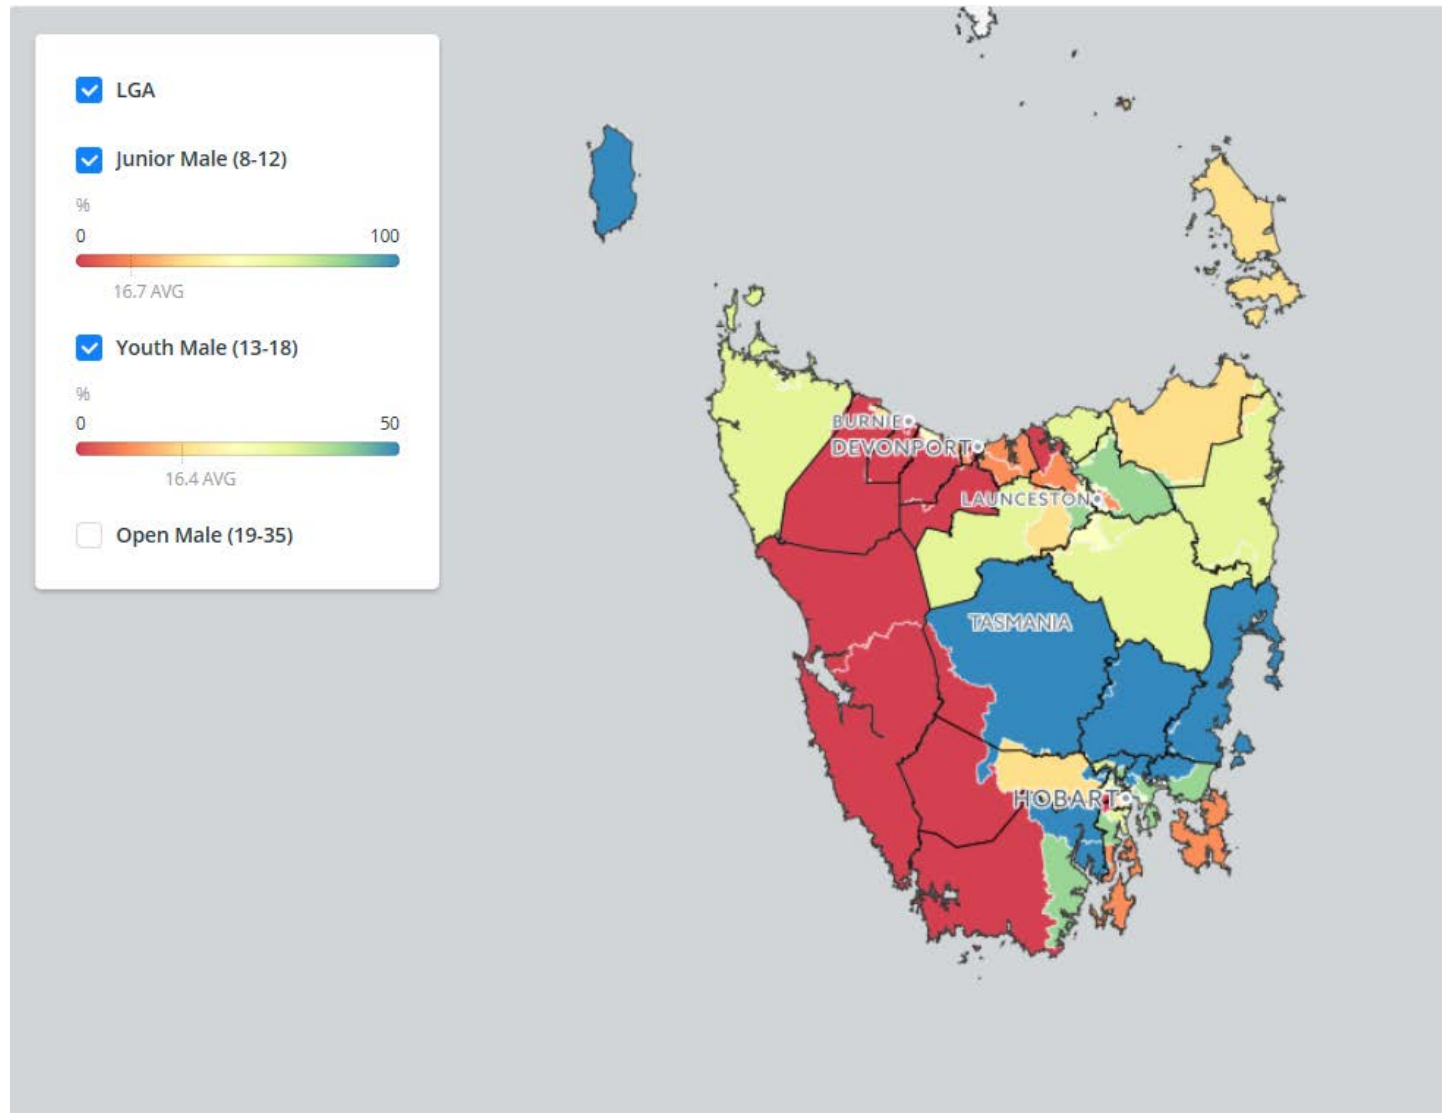 LGA
Junior Male (8-12)
%
0 100
16.7 AVG
Youth Male (13-18)
%
0 50
16.4 AVG
Open Male (19-35)
BURNIE
DEVONPORT
LAUNCESTON
TASMANIA
HOBART